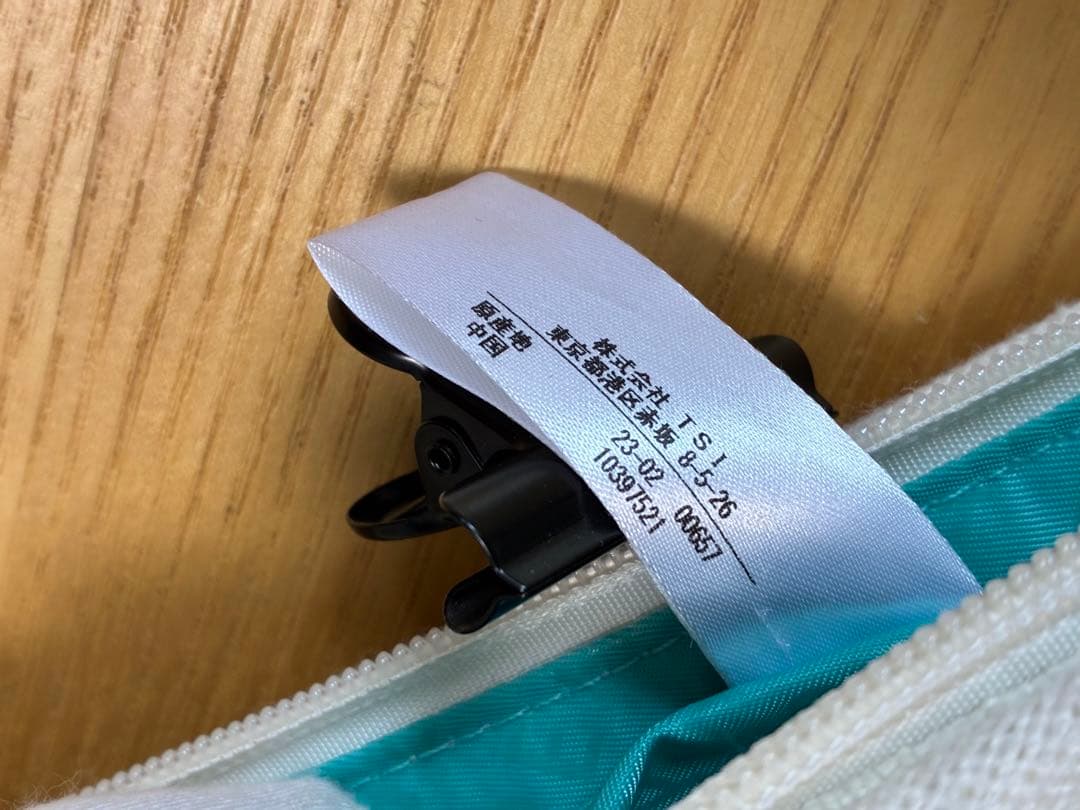 株式会社 TSI
東京都港区赤坂 8-5-26
原産地 23-02 00657
中国 10397521